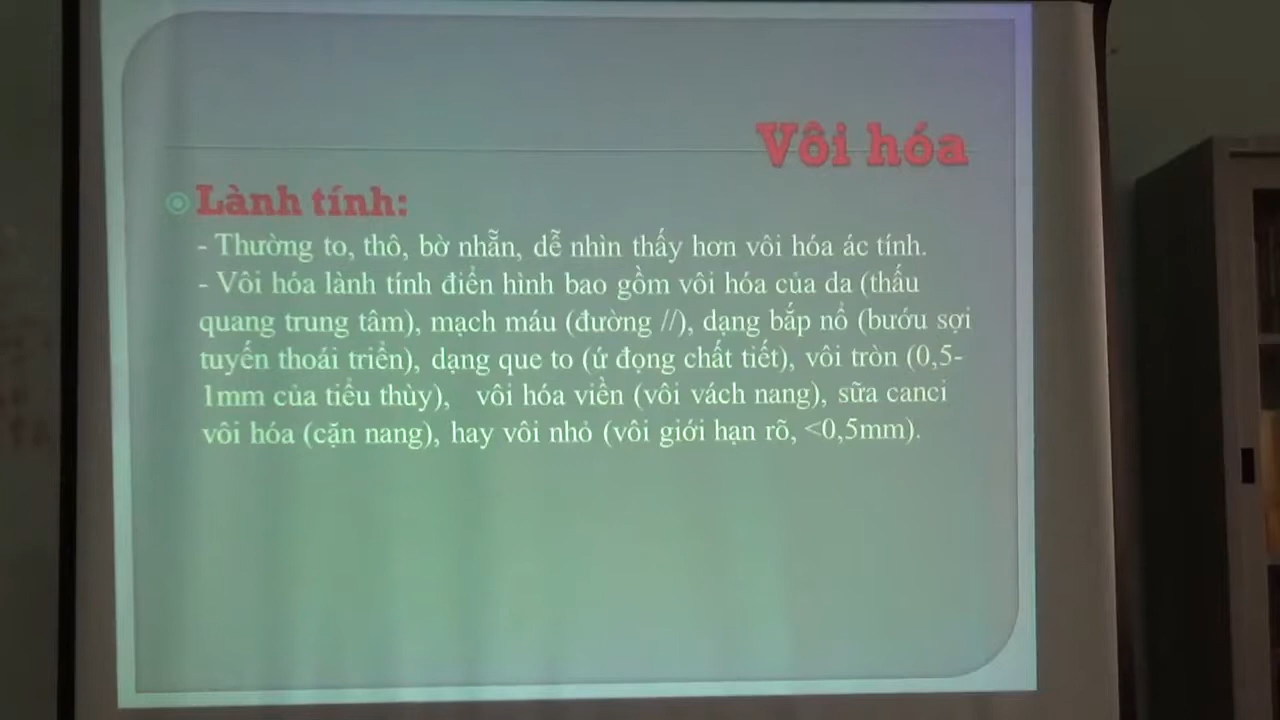 Vôi hóa
Lành tính:
- Thường to, thô, bờ nhẵn, dễ nhìn thấy hơn vôi hóa ác tính.
- Vôi hóa lành tính điển hình bao gồm vôi hóa của da (thấu
quang trung tâm), mạch máu (đường //), dạng bắp nổ (bướu sợi
tuyến thoái triển), dạng que to (ứ đọng chất tiết), vôi tròn (0,5-
1mm của tiểu thùy), vôi hóa viền (vôi vách nang), sữa canci
vôi hóa (cặn nang), hay vôi nhỏ (vôi giới hạn rõ, <0,5mm).